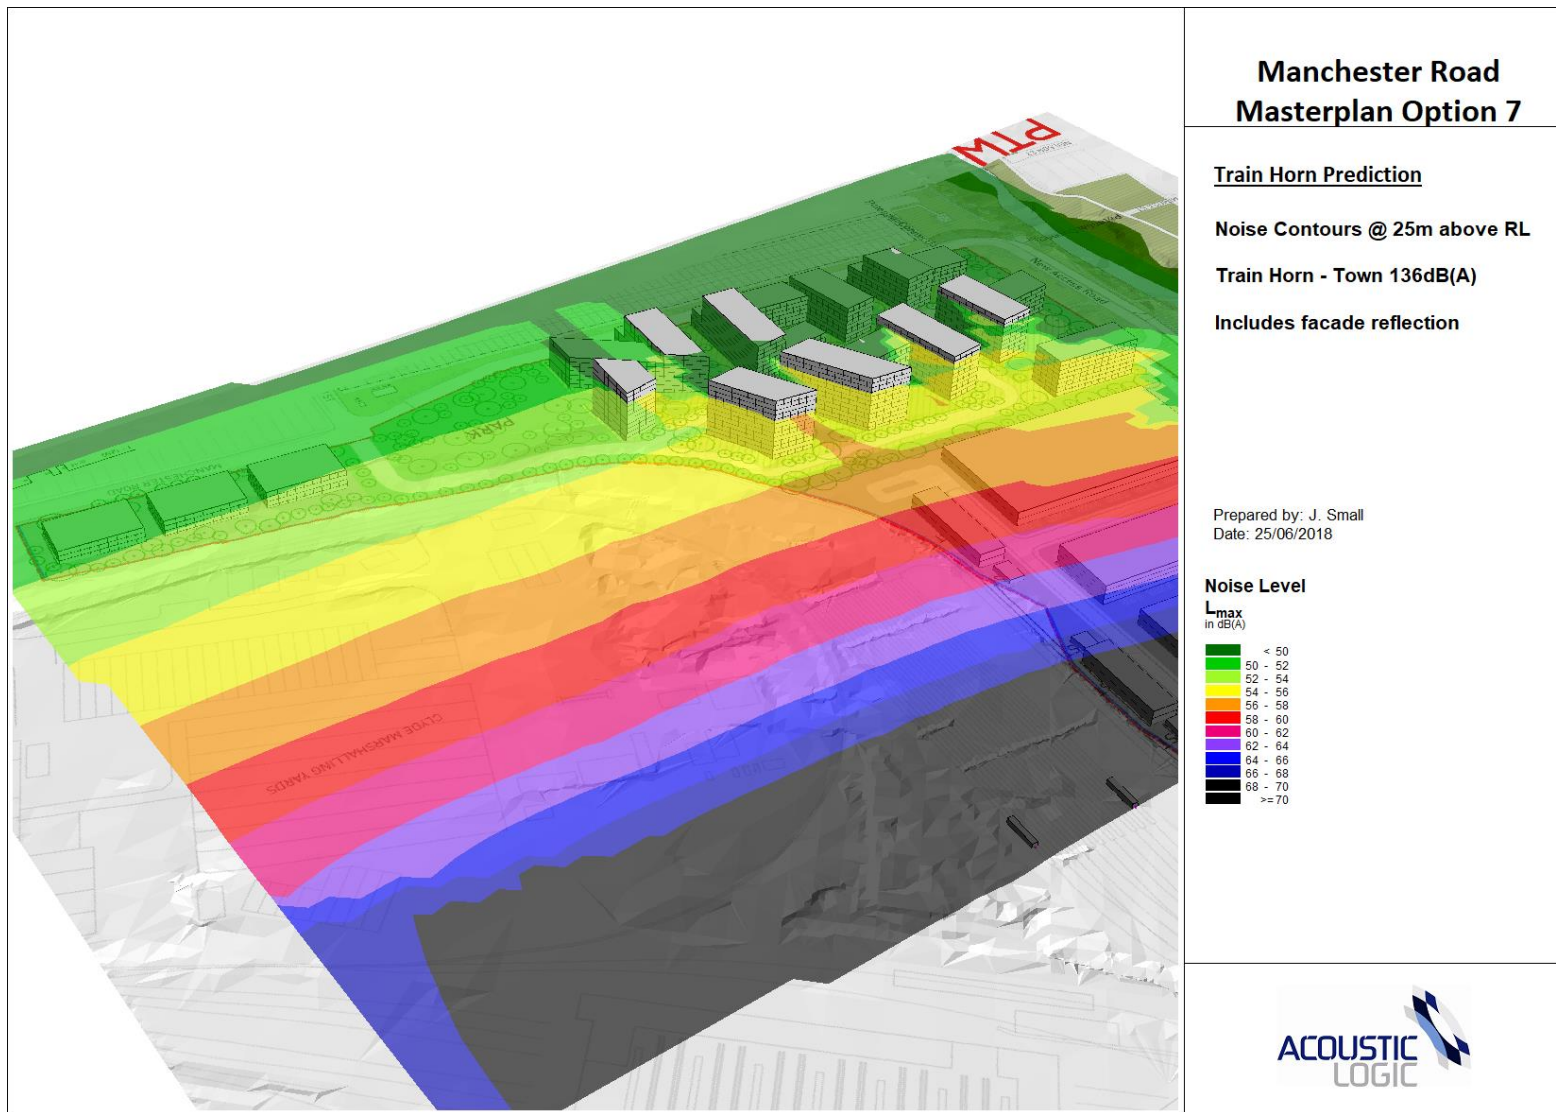 Manchester Road
Masterplan Option 7
Train Horn Prediction
Noise Contours @ 25m above RL
Train Horn - Town 136dB(A)
Includes facade reflection
Prepared by: J. Small
Date: 25/06/2018
Noise Level
Lmax
in dB(A)
< 50
50 - 52
52 - 54
54 - 56
56 - 58
58 - 60
60 - 62
62 - 64
64 - 66
66 - 68
68 - 70
>= 70
ACOUSTIC
LOGIC
PTW
New Access Road
PARK
MANCHESTER ROAD
CLYDE MARSHALLING YARDS